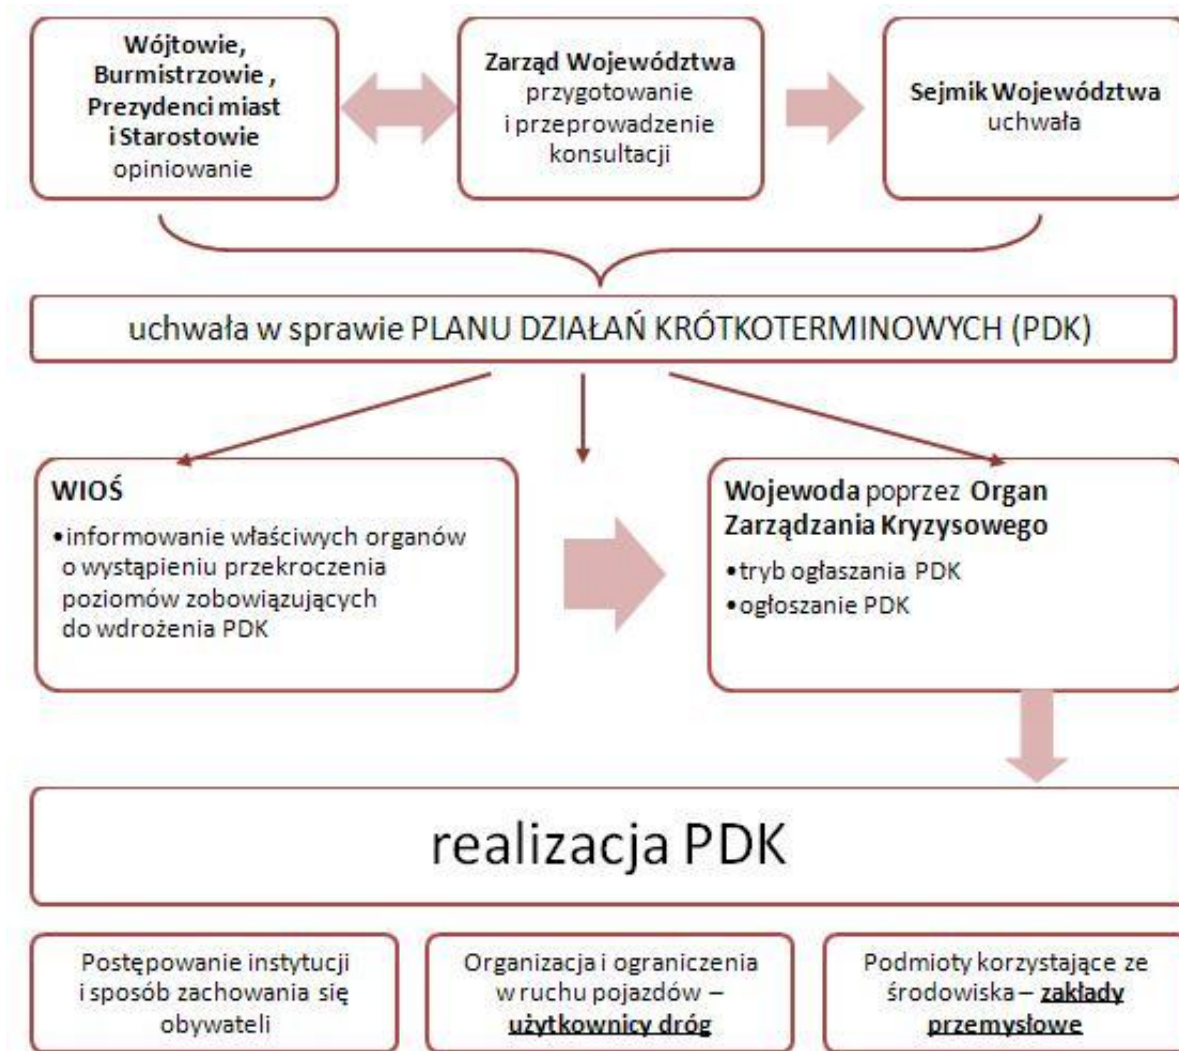 Wójtowie,
Burmistrzowie ,
Prezydenci miast
i Starostowie
opiniowanie
Zarząd Województwa
przygotowanie
i przeprowadzenie
konsultacji
Sejmik Województwa
uchwała
uchwała w sprawie PLANU DZIAŁAŃ KRÓTKOTERMINOWYCH (PDK)
WIOŚ
•informowanie właściwych organów
o wystąpieniu przekroczenia
poziomów zobowiązujących
do wdrożenia PDK
Wojewoda poprzez Organ
Zarządzania Kryzysowego
•tryb ogłaszania PDK
•ogłoszanie PDK
realizacja PDK
Postępowanie instytucji
i sposób zachowania się
obywateli
Organizacja i ograniczenia
w ruchu pojazdów –
użytkownicy dróg
Podmioty korzystające ze
środowiska – zakłady
przemysłowe